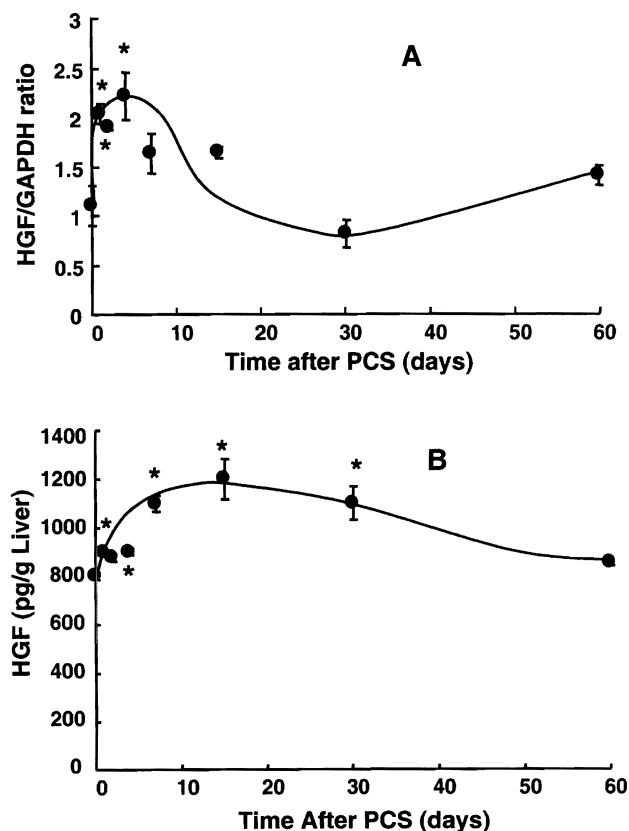 A
HGF/GAPDH ratio
3
2.5
2
1.5
1
0.5
0
* * * 
0 10 20 30 40 50 60
Time after PCS (days)
B
HGF (pg/g Liver)
1400
1200
1000
800
600
400
200
0
* * * * *
0 10 20 30 40 50 60
Time After PCS (days)